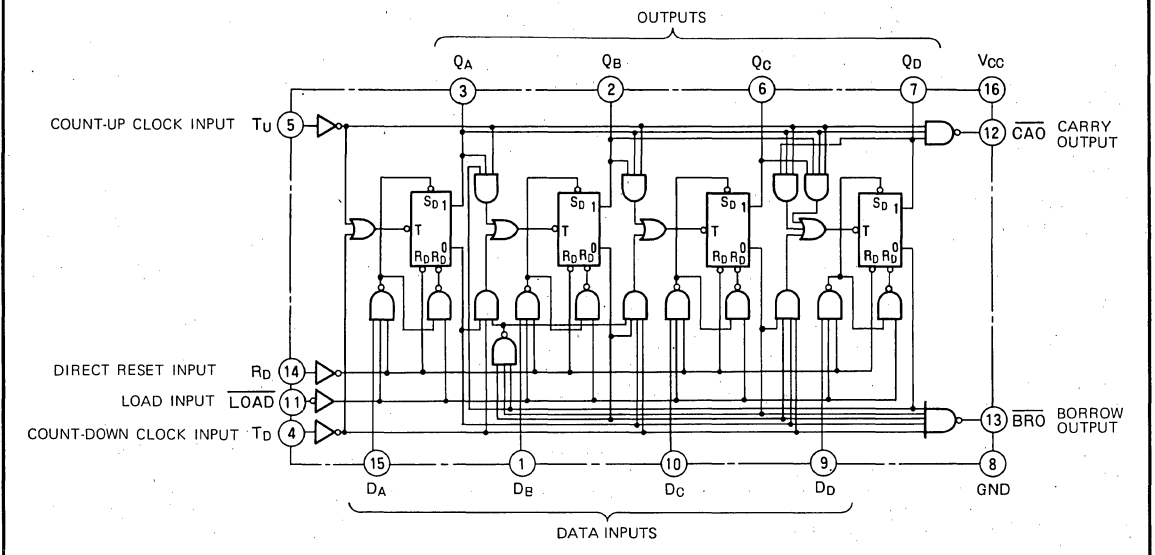 OUTPUTS
QA QB QC QD VCC
3 2 6 7 16
COUNT-UP CLOCK INPUT TU 5
12 CAO CARRY OUTPUT
SD 1 SD 1 SD 1 SD 1
T T T T
0 0 0 0
RD RD RD RD RD RD RD RD
DIRECT RESET INPUT RD 14
LOAD INPUT LOAD 11
COUNT-DOWN CLOCK INPUT TD 4
13 BRO BORROW OUTPUT
15 1 10 9 8
DA DB DC DD GND
DATA INPUTS